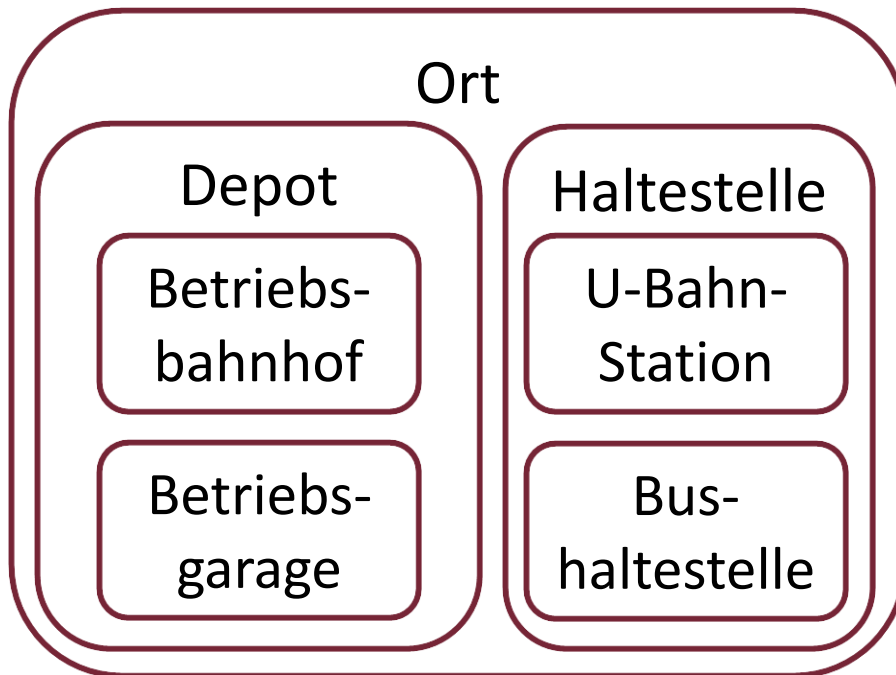 Ort
Depot
Betriebs-
bahnhof
Betriebs-
garage
Haltestelle
U-Bahn-
Station
Bus-
haltestelle